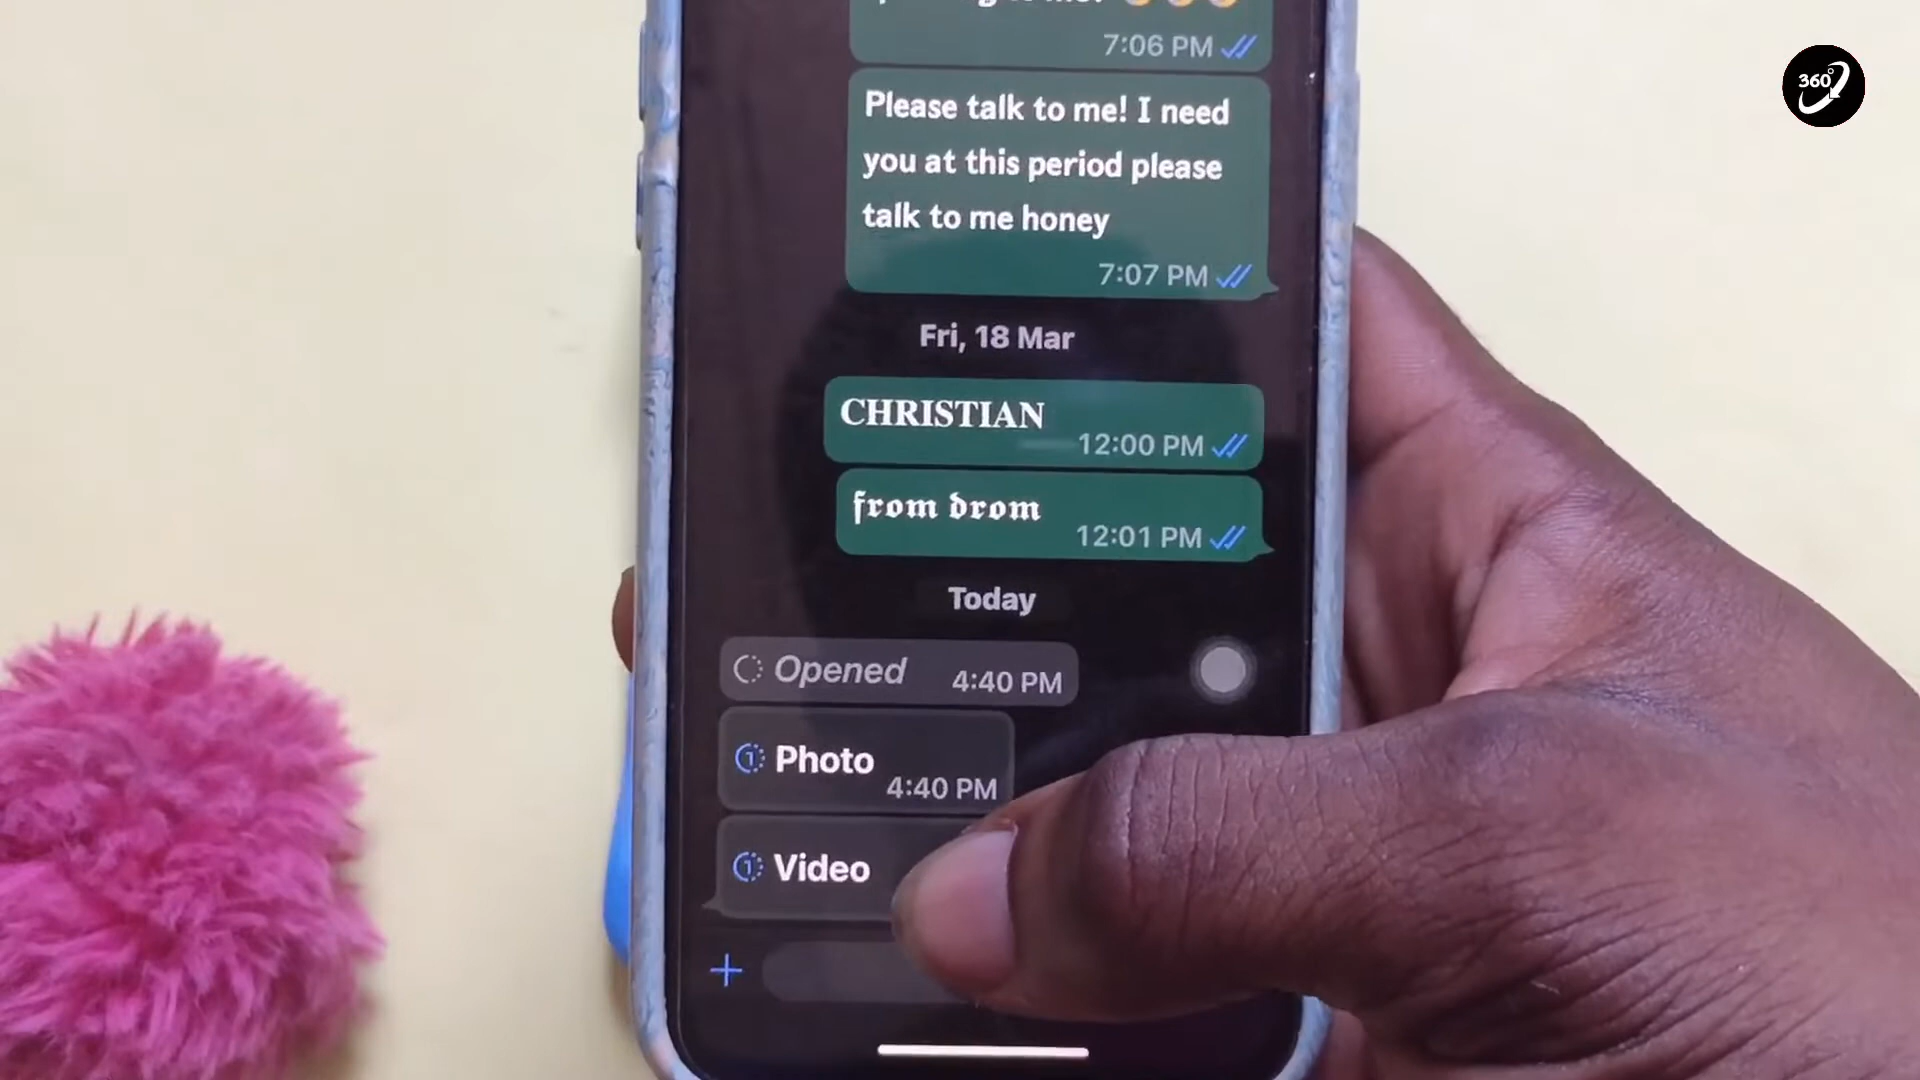 7:06 PM
Please talk to me! I need
you at this period please
talk to me honey
7:07 PM
Fri, 18 Mar
CHRISTIAN
12:00 PM
from drom
12:01 PM
Today
Opened 4:40 PM
1 Photo
4:40 PM
1 Video
360°